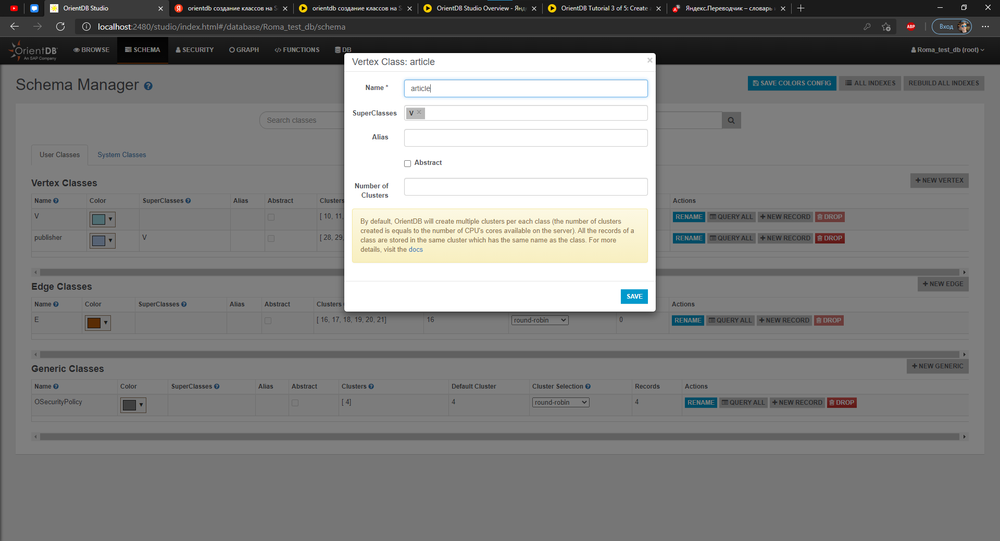 OrientDB Studio
orientdb создание классов на S
orientdb создание классов на S
OrientDB Studio Overview - Янд
OrientDB Tutorial 3 of 5: Create
Яндекс.Переводчик – словарь
localhost:2480/studio/index.html#/database/Roma_test_db/schema
ABP
Вход
OrientDB
An SAP Company
BROWSE
SCHEMA
SECURITY
GRAPH
FUNCTIONS
DB
Roma_test_db (root)
Schema Manager
SAVE COLORS CONFIG
ALL INDEXES
REBUILD ALL INDEXES
Search classes
User Classes
System Classes
Vertex Classes
+ NEW VERTEX
Name Color SuperClasses Alias Abstract Clusters Actions
V [ 10, 11, RENAME QUERY ALL + NEW RECORD DROP
publisher V [ 28, 29, RENAME QUERY ALL + NEW RECORD DROP
Edge Classes
+ NEW EDGE
Name Color SuperClasses Alias Abstract Clusters Actions
E [ 16, 17, 18, 19, 20, 21] 16 round-robin 0 RENAME QUERY ALL + NEW RECORD DROP
Generic Classes
+ NEW GENERIC
Name Color SuperClasses Alias Abstract Clusters Default Cluster Cluster Selection Records Actions
OSecurityPolicy [ 4] 4 round-robin 4 RENAME QUERY ALL + NEW RECORD DROP
Vertex Class: article
Name * article
SuperClasses V
Alias
Abstract
Number of
Clusters
By default, OrientDB will create multiple clusters per each class (the number of clusters
created is equals to the number of CPU's cores available on the server). All the records of a
class are stored in the same cluster which has the same name as the class. For more
details, visit the docs
SAVE